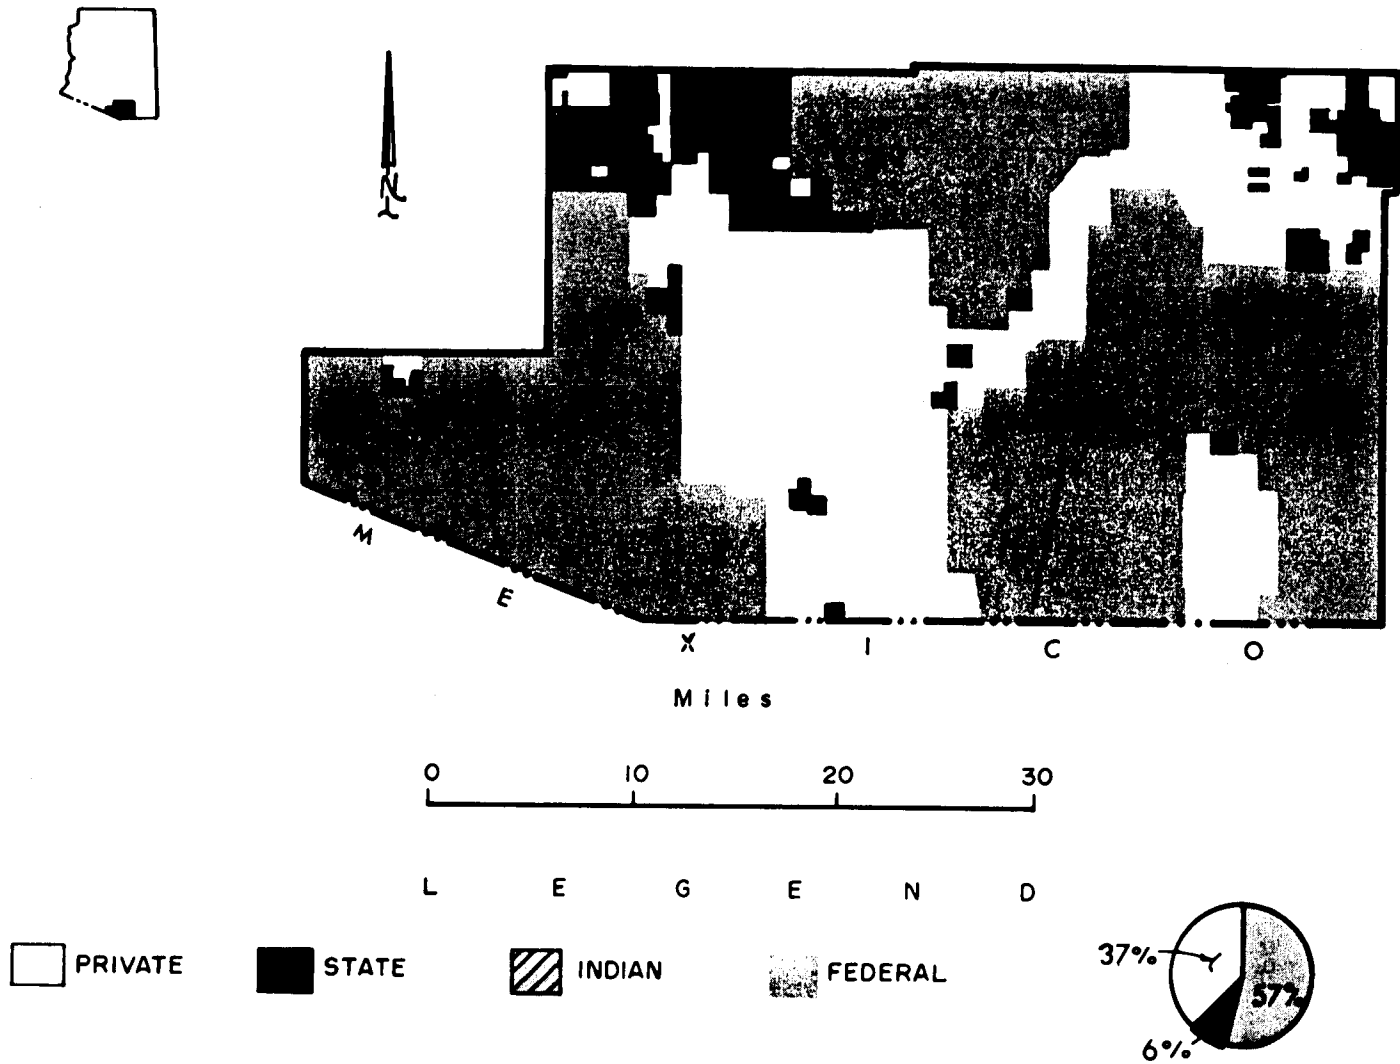 N
M E X I C O
Miles
0 10 20 30
L E G E N D
PRIVATE STATE INDIAN FEDERAL
37%
57%
6%